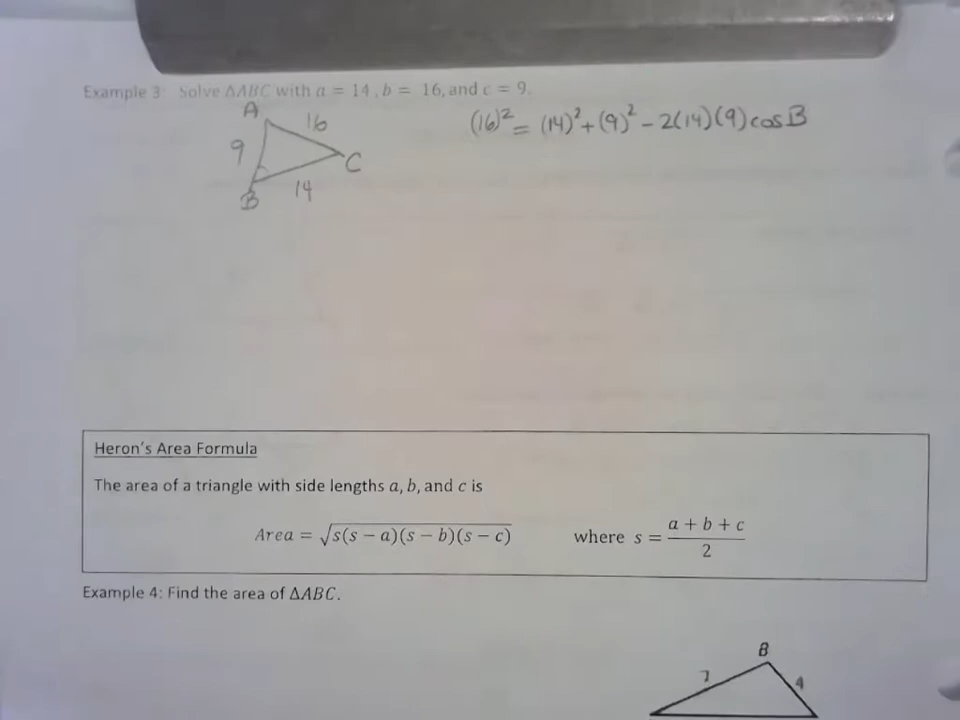 Example 3: Solve ΔABC with a = 14, b = 16, and c = 9.
(16)² = (14)² + (9)² − 2(14)(9) cos B
A
16
9
C
14
B
Heron's Area Formula
The area of a triangle with side lengths a, b, and c is
Area = √s(s − a)(s − b)(s − c) where s = a + b + c / 2
Example 4: Find the area of ΔABC.
B
7
4